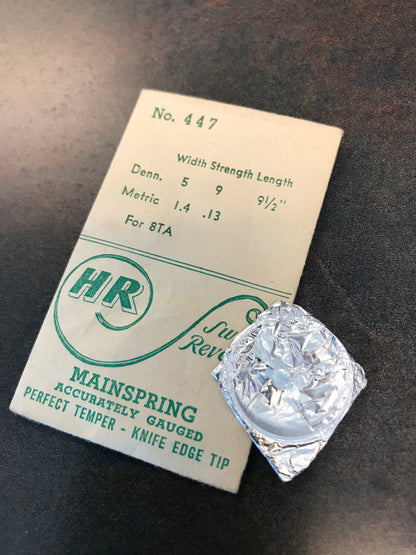 No. 447
Width Strength Length
Denn. 5 9 9½"
Metric 1.4 .13
For 8TA
HR
MAINSPRING
ACCURATELY GAUGED
PERFECT TEMPER - KNIFE EDGE TIP